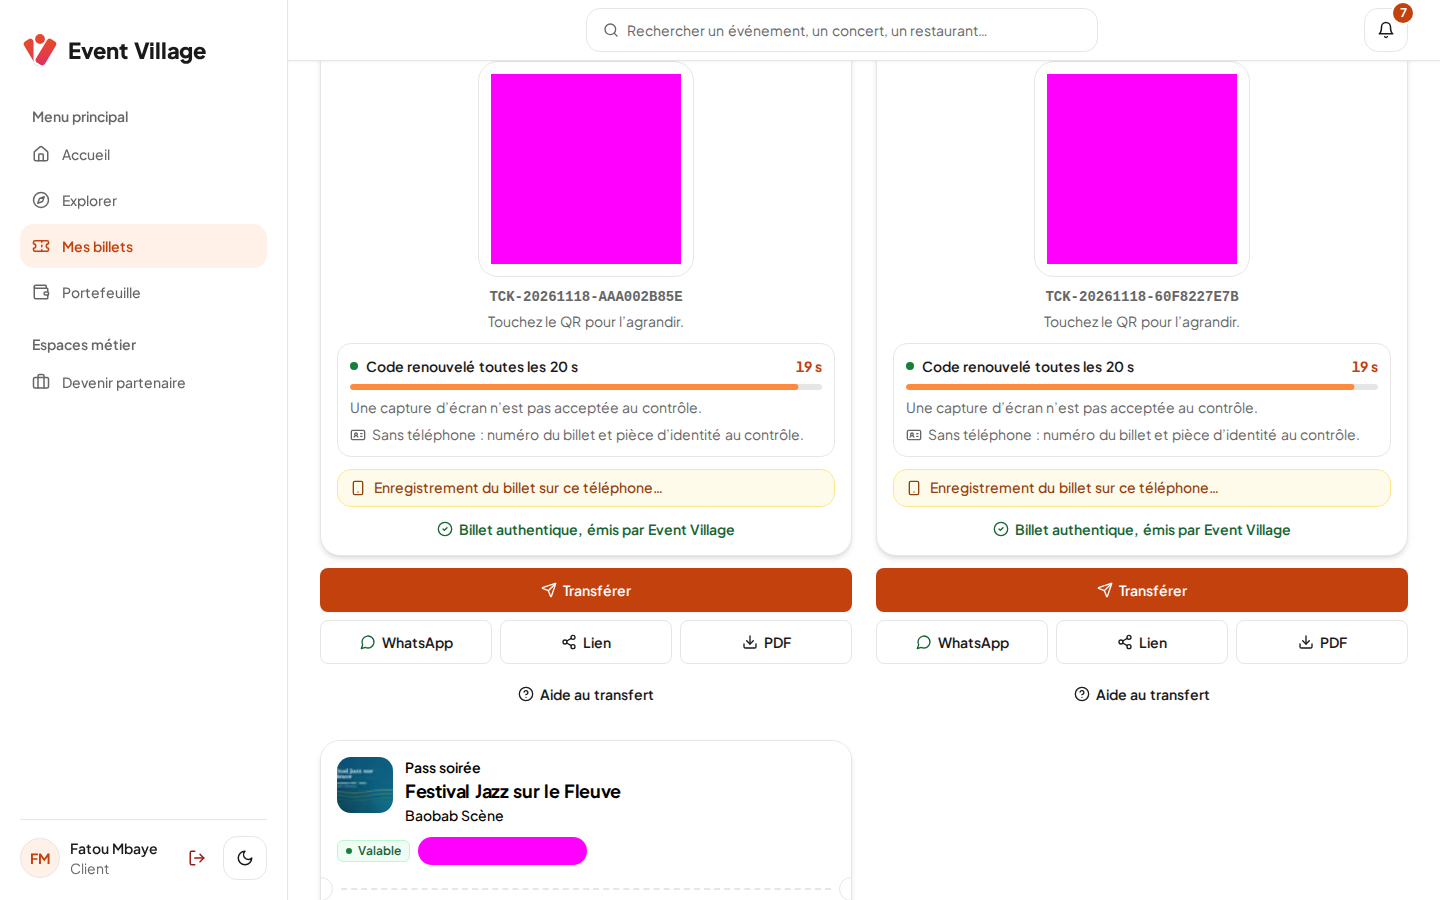 Event Village
Rechercher un événement, un concert, un restaurant...
7
Menu principal
Accueil
Explorer
Mes billets
Portefeuille
Espaces métier
Devenir partenaire
FM
Fatou Mbaye
Client
TCK-20261118-AAA002B85E
Touchez le QR pour l'agrandir.
Code renouvelé toutes les 20 s
19 s
Une capture d'écran n'est pas acceptée au contrôle.
Sans téléphone : numéro du billet et pièce d'identité au contrôle.
Enregistrement du billet sur ce téléphone...
Billet authentique, émis par Event Village
Transférer
WhatsApp
Lien
PDF
Aide au transfert
TCK-20261118-60F8227E7B
Touchez le QR pour l'agrandir.
Code renouvelé toutes les 20 s
19 s
Une capture d'écran n'est pas acceptée au contrôle.
Sans téléphone : numéro du billet et pièce d'identité au contrôle.
Enregistrement du billet sur ce téléphone...
Billet authentique, émis par Event Village
Transférer
WhatsApp
Lien
PDF
Aide au transfert
Pass soirée
Festival Jazz sur le Fleuve
Baobab Scène
Valable